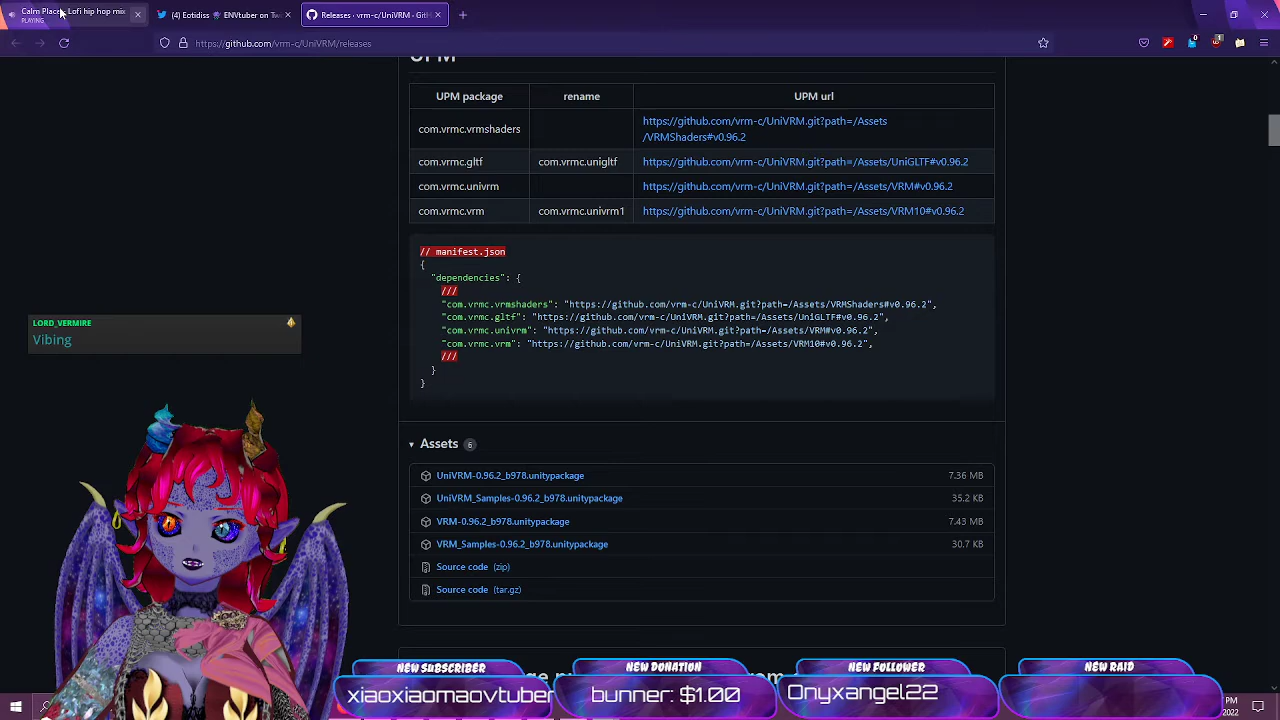 Calm Place - Lofi hip hop mix
PLAYING
(4) Eotidiss 🕷 ENVtuber on Tw
Releases · vrm-c/UniVRM · GitH
https://github.com/vrm-c/UniVRM/releases
UPM
UPM package rename UPM url
com.vrmc.vrmshaders https://github.com/vrm-c/UniVRM.git?path=/Assets
/VRMShaders#v0.96.2
com.vrmc.gltf com.vrmc.unigltf https://github.com/vrm-c/UniVRM.git?path=/Assets/UniGLTF#v0.96.2
com.vrmc.univrm https://github.com/vrm-c/UniVRM.git?path=/Assets/VRM#v0.96.2
com.vrmc.vrm com.vrmc.univrm1 https://github.com/vrm-c/UniVRM.git?path=/Assets/VRM10#v0.96.2
// manifest.json
{
"dependencies": {
///
"com.vrmc.vrmshaders": "https://github.com/vrm-c/UniVRM.git?path=/Assets/VRMShaders#v0.96.2",
"com.vrmc.gltf": "https://github.com/vrm-c/UniVRM.git?path=/Assets/UniGLTF#v0.96.2",
"com.vrmc.univrm": "https://github.com/vrm-c/UniVRM.git?path=/Assets/VRM#v0.96.2",
"com.vrmc.vrm": "https://github.com/vrm-c/UniVRM.git?path=/Assets/VRM10#v0.96.2",
///
}
}
LORD_VERMIRE
Vibing
Assets 6
UniVRM-0.96.2_b978.unitypackage 7.36 MB
UniVRM_Samples-0.96.2_b978.unitypackage 35.2 KB
VRM-0.96.2_b978.unitypackage 7.43 MB
VRM_Samples-0.96.2_b978.unitypackage 30.7 KB
Source code (zip)
Source code (tar.gz)
NEW SUBSCRIBER NEW DONATION NEW FOLLOWER NEW RAID
xiaoxiaomaovtuber bunner: $1.00 Onyxangel22
PM